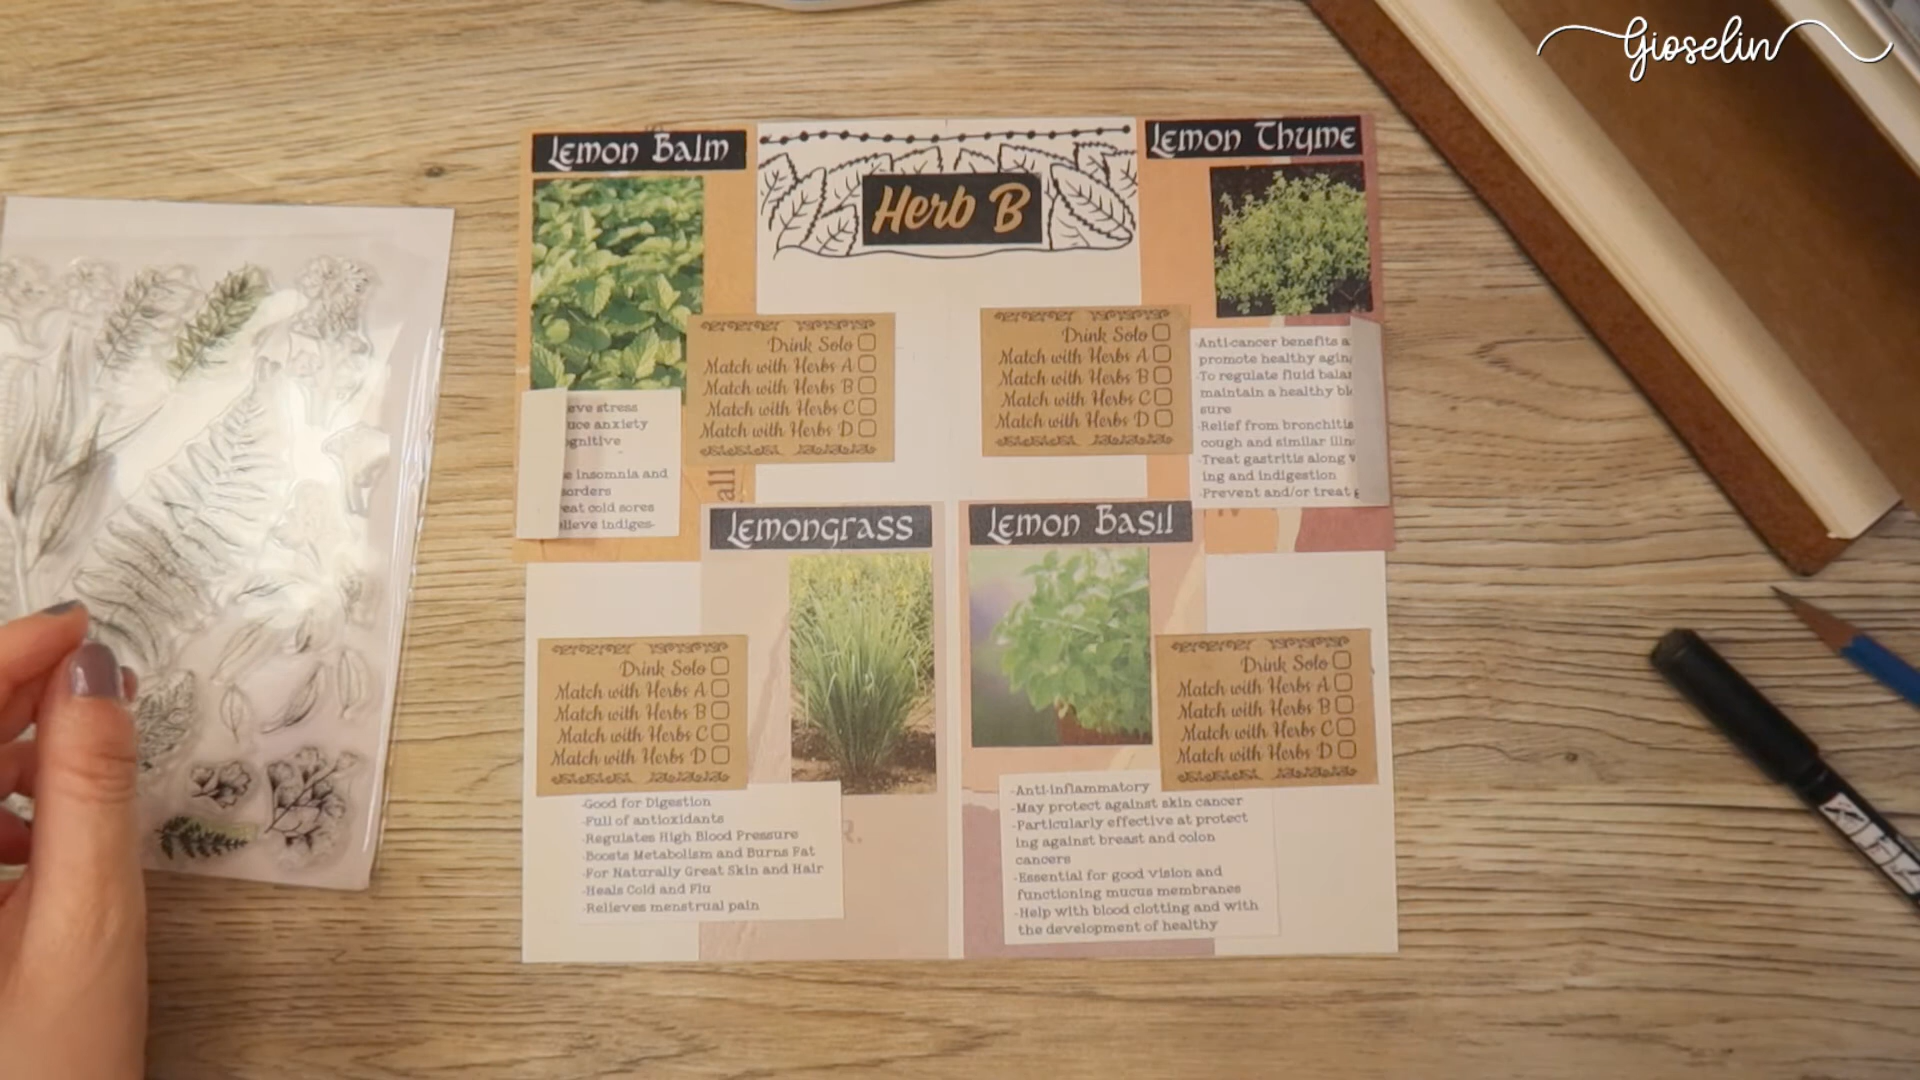 Gioselin
Lemon Balm
Herb B
Lemon Thyme
Drink Solo
Match with Herbs A
Match with Herbs B
Match with Herbs C
Match with Herbs D
eve stress
uce anxiety
ognitive
e insomnia and
sorders
eat cold sores
lieve indiges-
all
Drink Solo
Match with Herbs A
Match with Herbs B
Match with Herbs C
Match with Herbs D
-Anti-cancer benefits a
promote healthy agin
-To regulate fluid balan
maintain a healthy bl
sure
-Relief from bronchitis
cough and similar illn
-Treat gastritis along
ing and indigestion
-Prevent and/or treat
Lemongrass
Drink Solo
Match with Herbs A
Match with Herbs B
Match with Herbs C
Match with Herbs D
-Good for Digestion
-Full of antioxidants
-Regulates High Blood Pressure
-Boosts Metabolism and Burns Fat
-For Naturally Great Skin and Hair
-Heals Cold and Flu
-Relieves menstrual pain
Lemon Basil
Drink Solo
Match with Herbs A
Match with Herbs B
Match with Herbs C
Match with Herbs D
-Anti-inflammatory
-May protect against skin cancer
-Particularly effective at protect
ing against breast and colon
cancers
-Essential for good vision and
functioning mucus membranes
-Help with blood clotting and with
the development of healthy